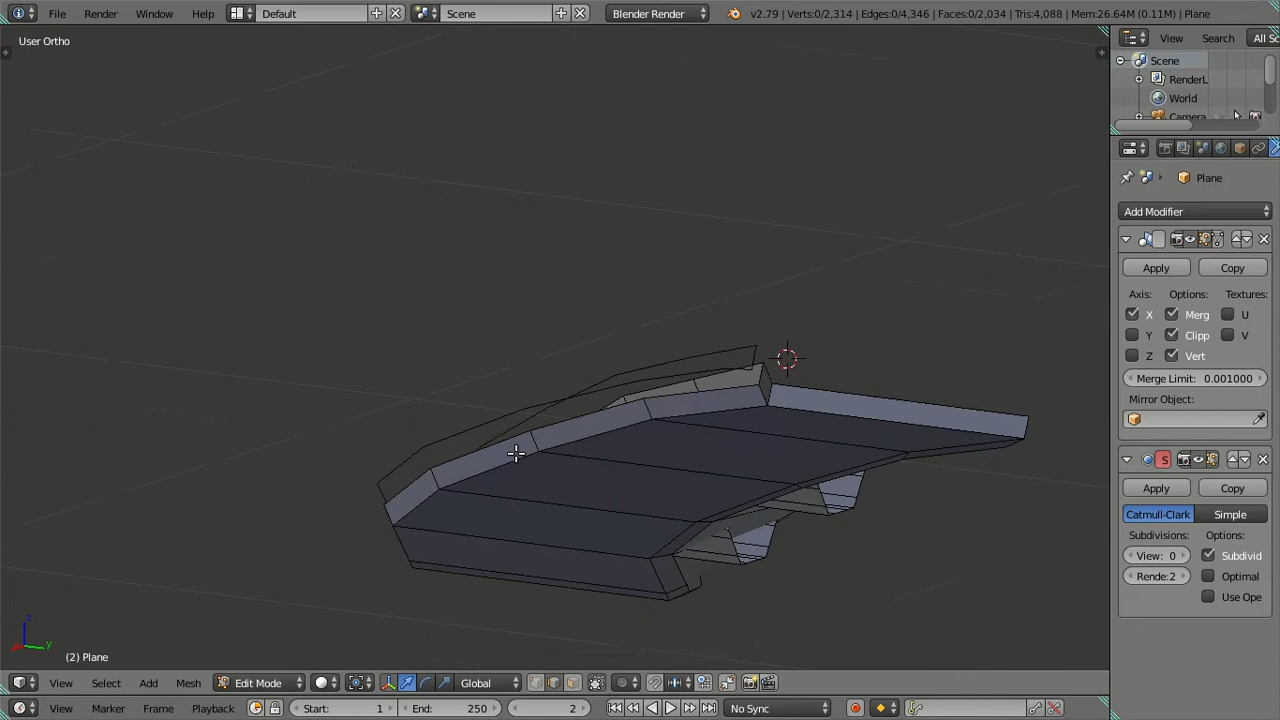 File Render Window Help Default Scene Blender Render v2.79 | Verts:0/2,314 | Edges:0/4,346 | Faces:0/2,034 | Tris:4,088 | Mem:26.64M (0.11M) | Plane
User Ortho
View Search All Sc
Scene
RenderL
World
Camera
Plane
Add Modifier
Apply Copy
Axis: Options: Textures:
X Merg U
Y Clipp V
Z Vert
Merge Limit: 0.001000
Mirror Object:
S
Apply Copy
Catmull-Clark Simple
Subdivisions: Options:
View: 0 Subdivid
Rende:2 Optimal
Use Ope
z
y
(2) Plane
View Select Add Mesh Edit Mode Global
View Marker Frame Playback Start: 1 End: 250 2 No Sync